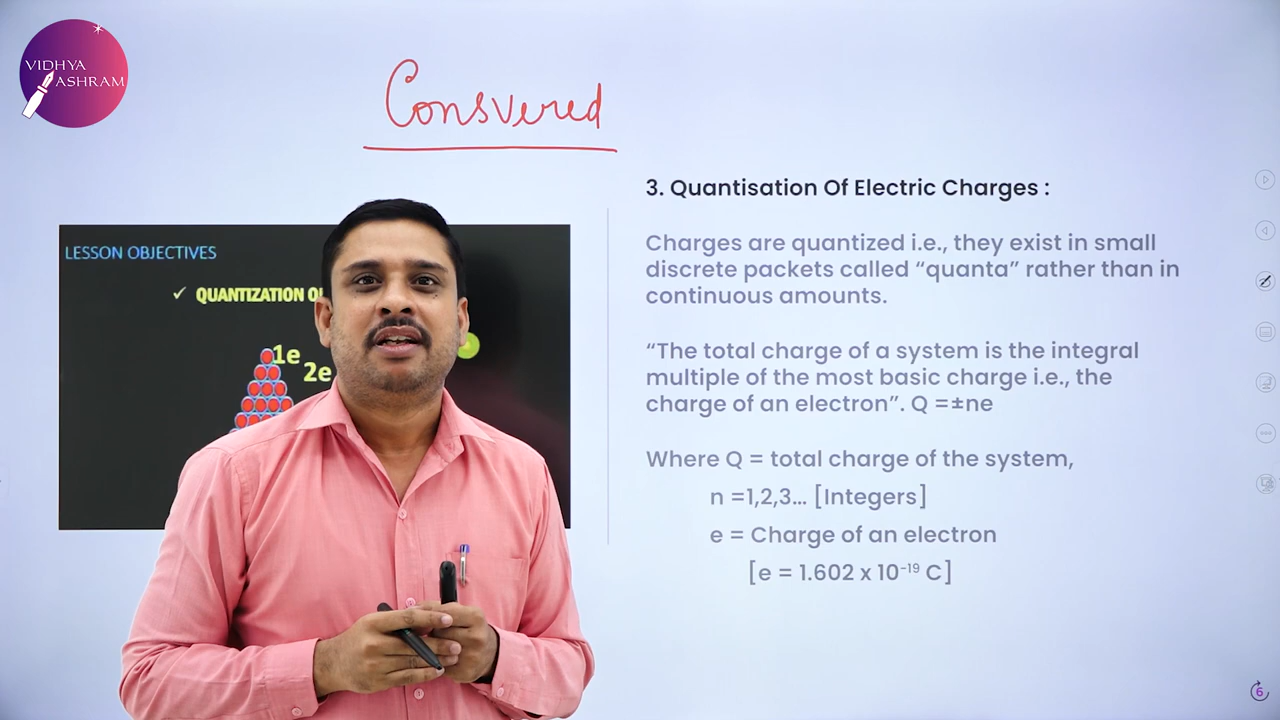 VIDHYA
ASHRAM
Consvered
3. Quantisation Of Electric Charges :
Charges are quantized i.e., they exist in small
discrete packets called “quanta” rather than in
continuous amounts.
“The total charge of a system is the integral
multiple of the most basic charge i.e., the
charge of an electron”. Q =±ne
Where Q = total charge of the system,
n =1,2,3... [Integers]
e = Charge of an electron
[e = 1.602 x 10⁻¹⁹ C]
LESSON OBJECTIVES
✓ QUANTIZATION
1e
2e
6